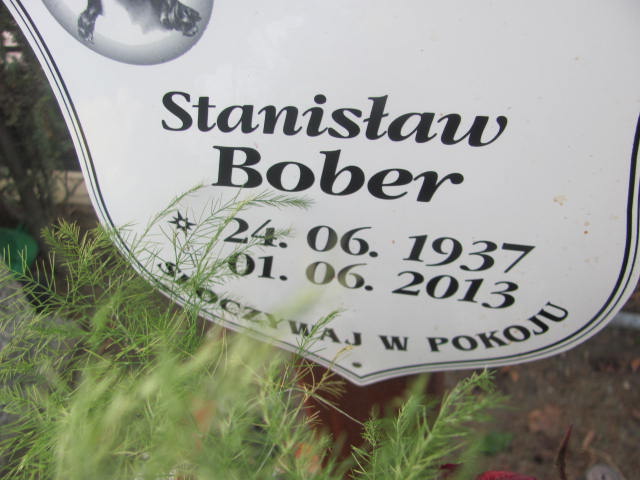 Stanisław
Bober
* 24. 06. 1937
01. 06. 2013
SPOCZYWAJ W POKOJU